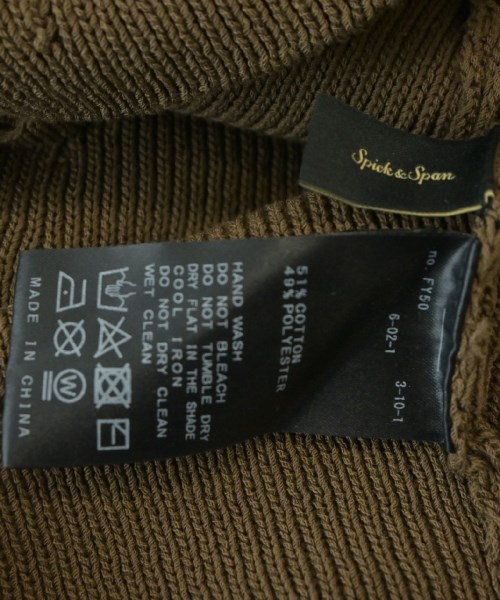 Spick & Span
no. FY50
6-02-1
3-10-1
51% COTTON
49% POLYESTER
HAND WASH
DO NOT BLEACH
DO NOT TUMBLE DRY
DRY FLAT IN THE SHADE
COOL IRON
DO NOT DRY CLEAN
WET CLEAN
W
MADE IN CHINA